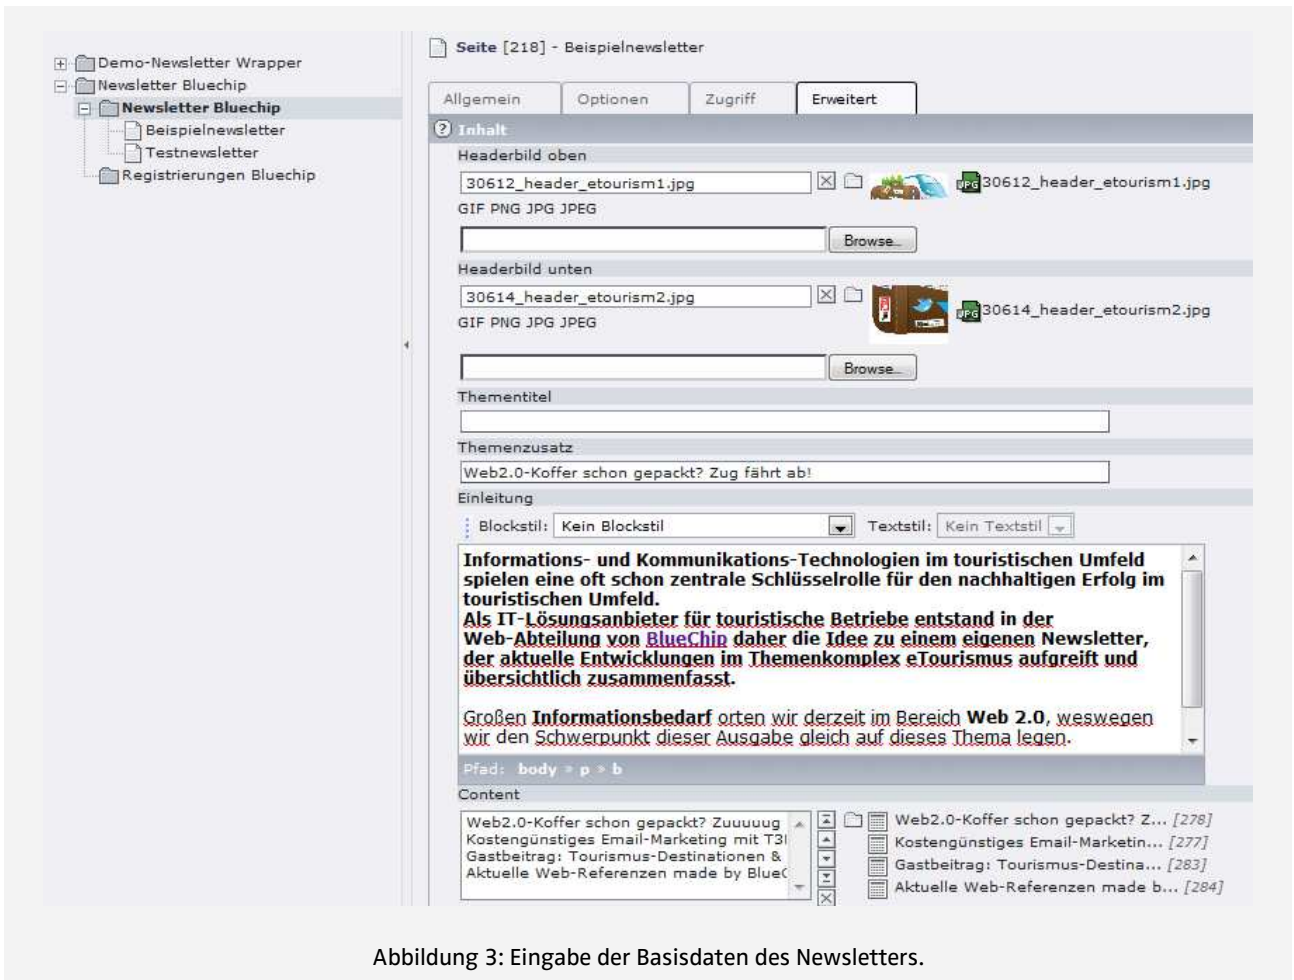 Demo-Newsletter Wrapper
Newsletter Bluechip
Newsletter Bluechip
Beispielnewsletter
Testnewsletter
Registrierungen Bluechip
Seite [218] - Beispielnewsletter
Allgemein Optionen Zugriff Erweitert
? Inhalt
Headerbild oben
30612_header_etourism1.jpg JPG 30612_header_etourism1.jpg
GIF PNG JPG JPEG
Browse...
Headerbild unten
30614_header_etourism2.jpg JPG 30614_header_etourism2.jpg
GIF PNG JPG JPEG
Browse...
Thementitel
Themenzusatz
Web2.0-Koffer schon gepackt? Zug fährt ab!
Einleitung
Blockstil: Kein Blockstil Textstil: Kein Textstil
Informations- und Kommunikations-Technologien im touristischen Umfeld
spielen eine oft schon zentrale Schlüsselrolle für den nachhaltigen Erfolg im
touristischen Umfeld.
Als IT-Lösungsanbieter für touristische Betriebe entstand in der
Web-Abteilung von BlueChip daher die Idee zu einem eigenen Newsletter,
der aktuelle Entwicklungen im Themenkomplex eTourismus aufgreift und
übersichtlich zusammenfasst.
Großen Informationsbedarf orten wir derzeit im Bereich Web 2.0, weswegen
wir den Schwerpunkt dieser Ausgabe gleich auf dieses Thema legen.
Pfad: body » p » b
Content
Web2.0-Koffer schon gepackt? Zuuuuug
Kostengünstiges Email-Marketing mit T3
Gastbeitrag: Tourismus-Destinationen &
Aktuelle Web-Referenzen made by Blue
Web2.0-Koffer schon gepackt? Z... [278]
Kostengünstiges Email-Marketin... [277]
Gastbeitrag: Tourismus-Destina... [283]
Aktuelle Web-Referenzen made b... [284]
Abbildung 3: Eingabe der Basisdaten des Newsletters.